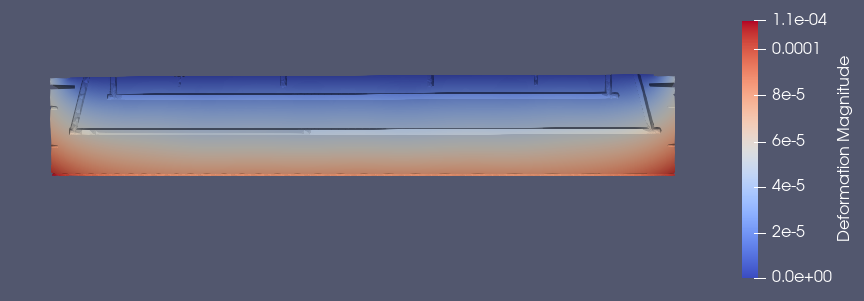 1.1e-04
0.0001
8e-5
6e-5
4e-5
2e-5
0.0e+00
Deformation Magnitude